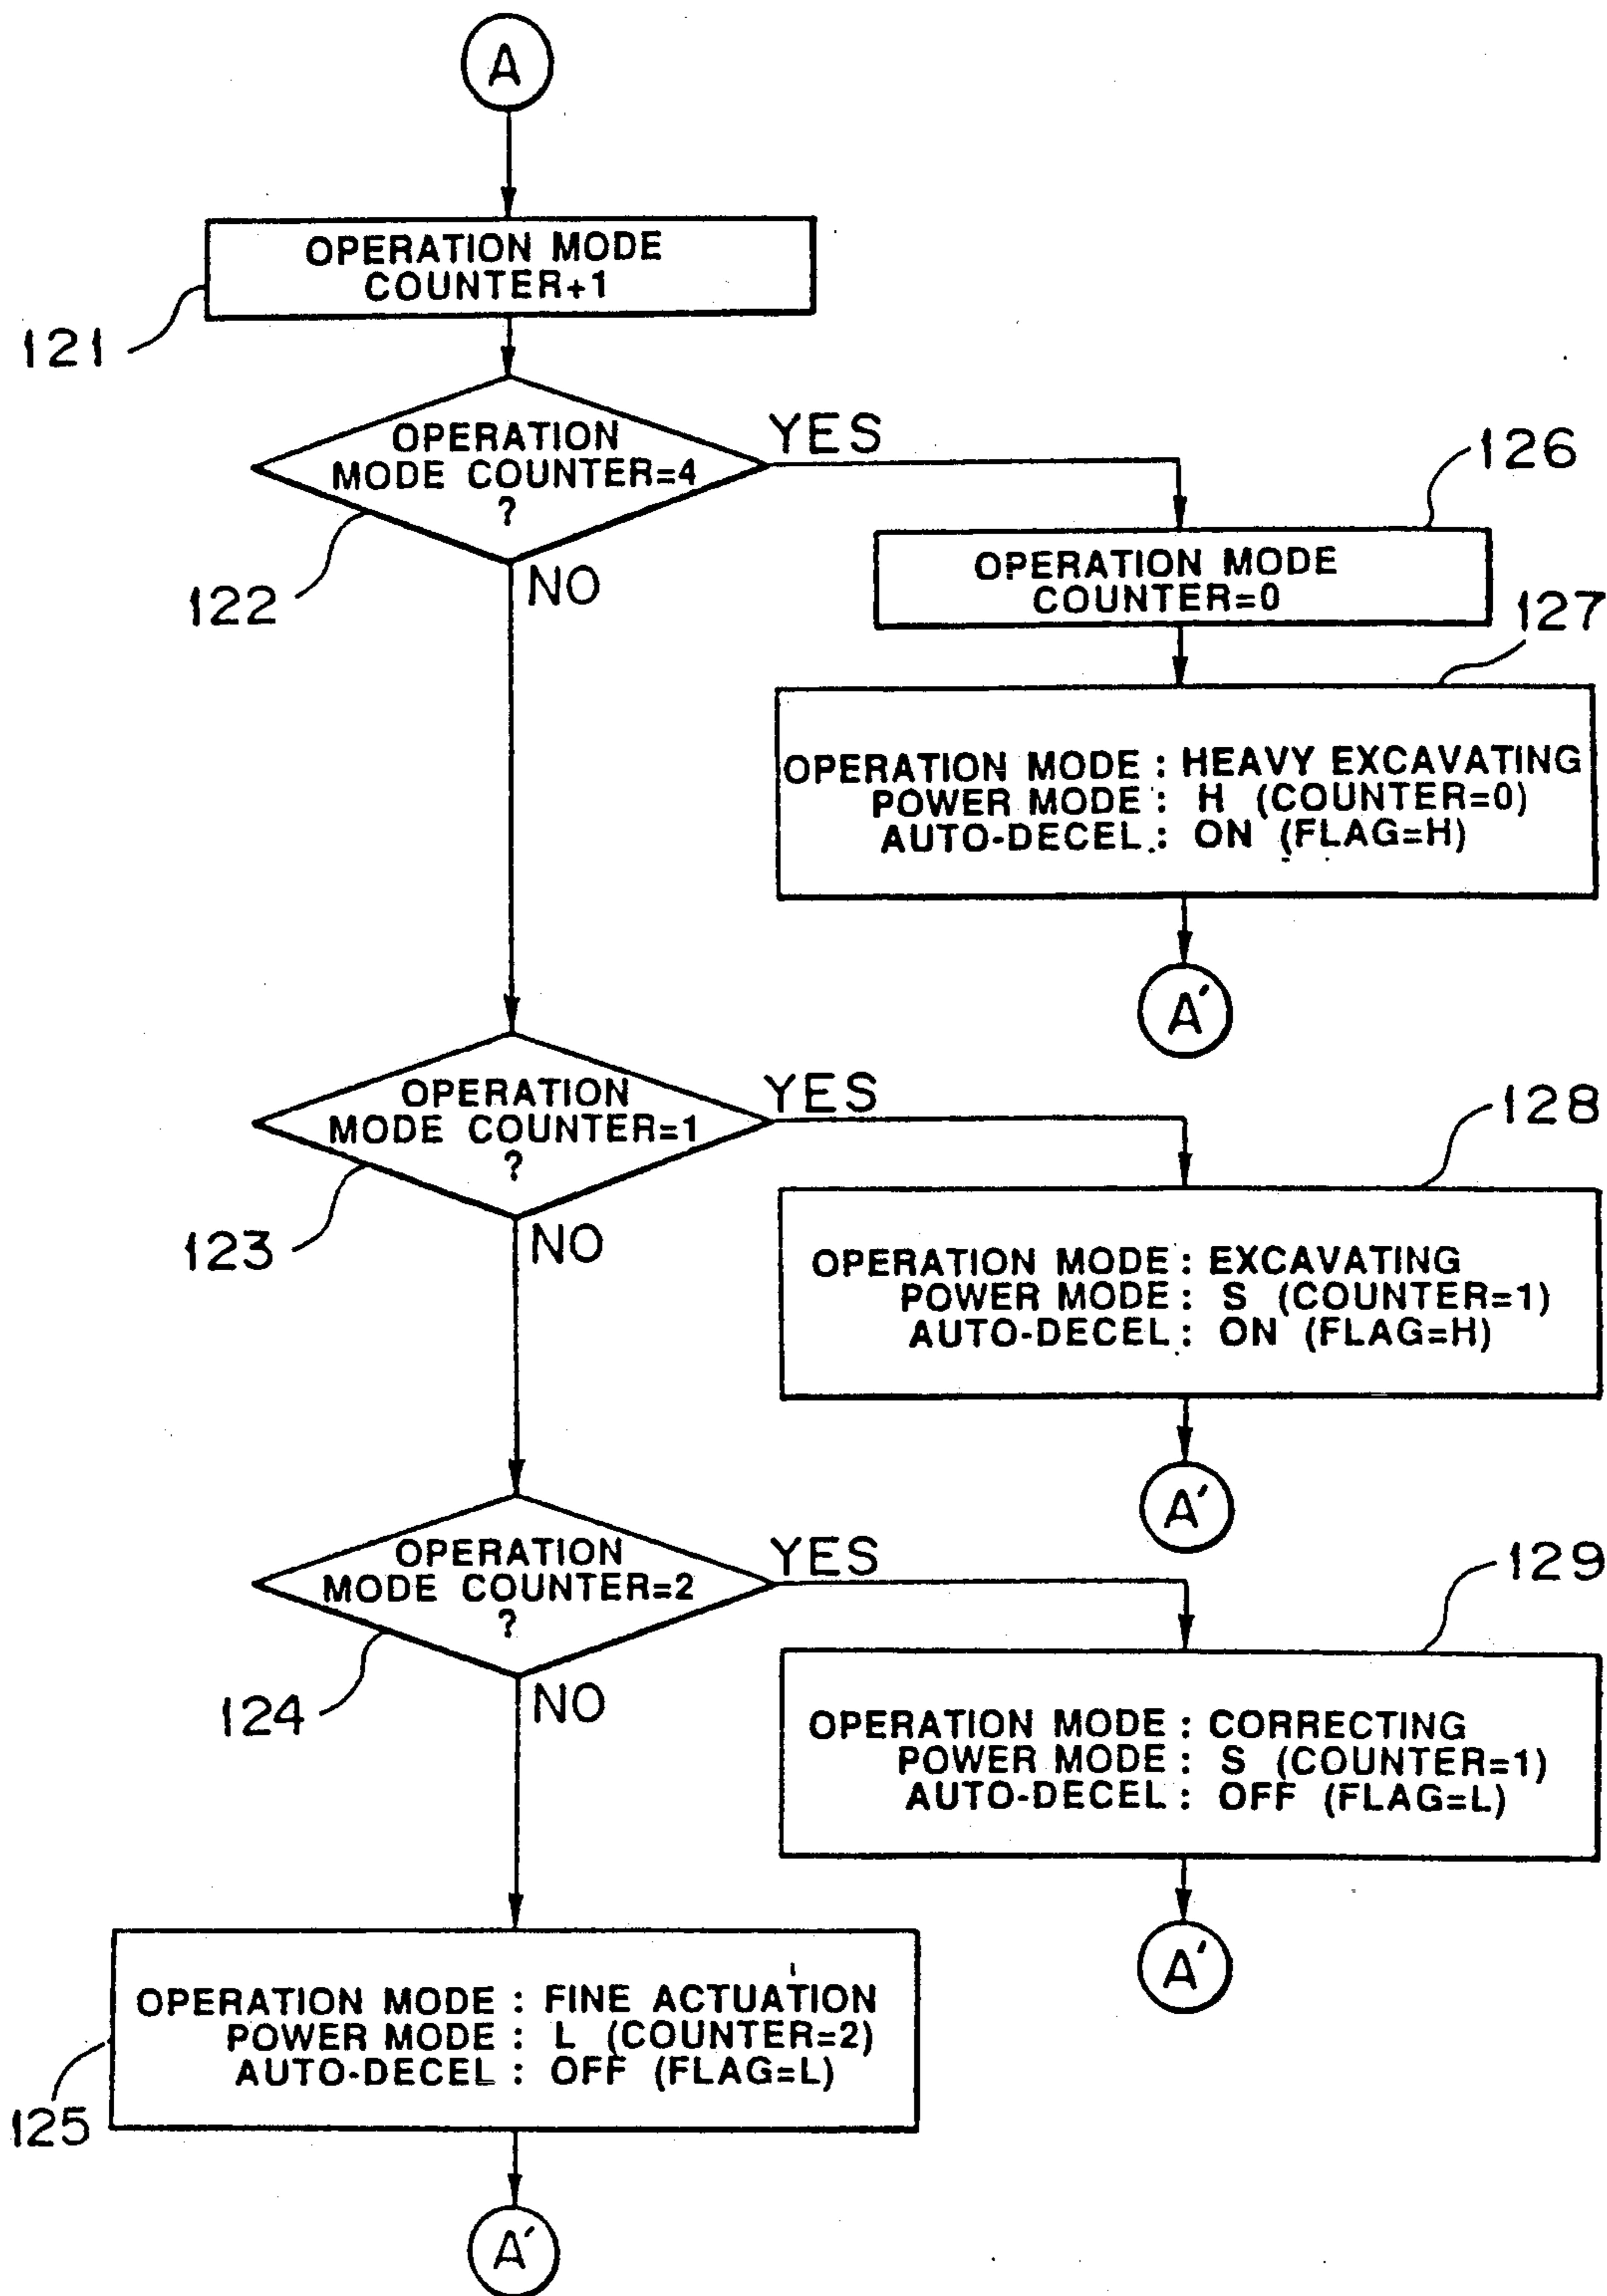 A
OPERATION MODE
COUNTER+1
121
OPERATION
MODE COUNTER=4
?
YES
122
NO
126
OPERATION MODE
COUNTER=0
127
OPERATION MODE : HEAVY EXCAVATING
POWER MODE : H (COUNTER=0)
AUTO-DECEL : ON (FLAG=H)
A'
OPERATION
MODE COUNTER=1
?
YES
123
NO
128
OPERATION MODE : EXCAVATING
POWER MODE : S (COUNTER=1)
AUTO-DECEL : ON (FLAG=H)
A'
OPERATION
MODE COUNTER=2
?
YES
124
NO
129
OPERATION MODE : CORRECTING
POWER MODE : S (COUNTER=1)
AUTO-DECEL : OFF (FLAG=L)
A'
OPERATION MODE : FINE ACTUATION
POWER MODE : L (COUNTER=2)
AUTO-DECEL : OFF (FLAG=L)
125
A'